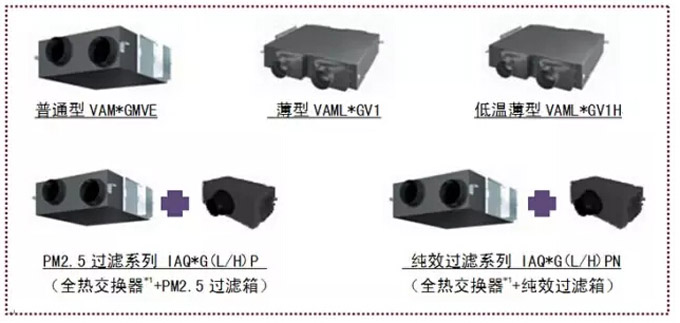 普通型 VAM*GMVE
薄型 VAML*GV1
低温薄型 VAML*GV1H
PM2.5 过滤系列 IAQ*G(L/H)P
（全热交换器*1+PM2.5 过滤箱）
纯效过滤系列 IAQ*G(L/H)PN
（全热交换器*1+纯效过滤箱）